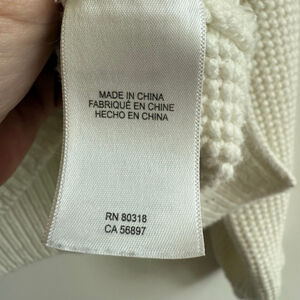 MADE IN CHINA
FABRIQUÉ EN CHINE
HECHO EN CHINA
RN 80318
CA 56897